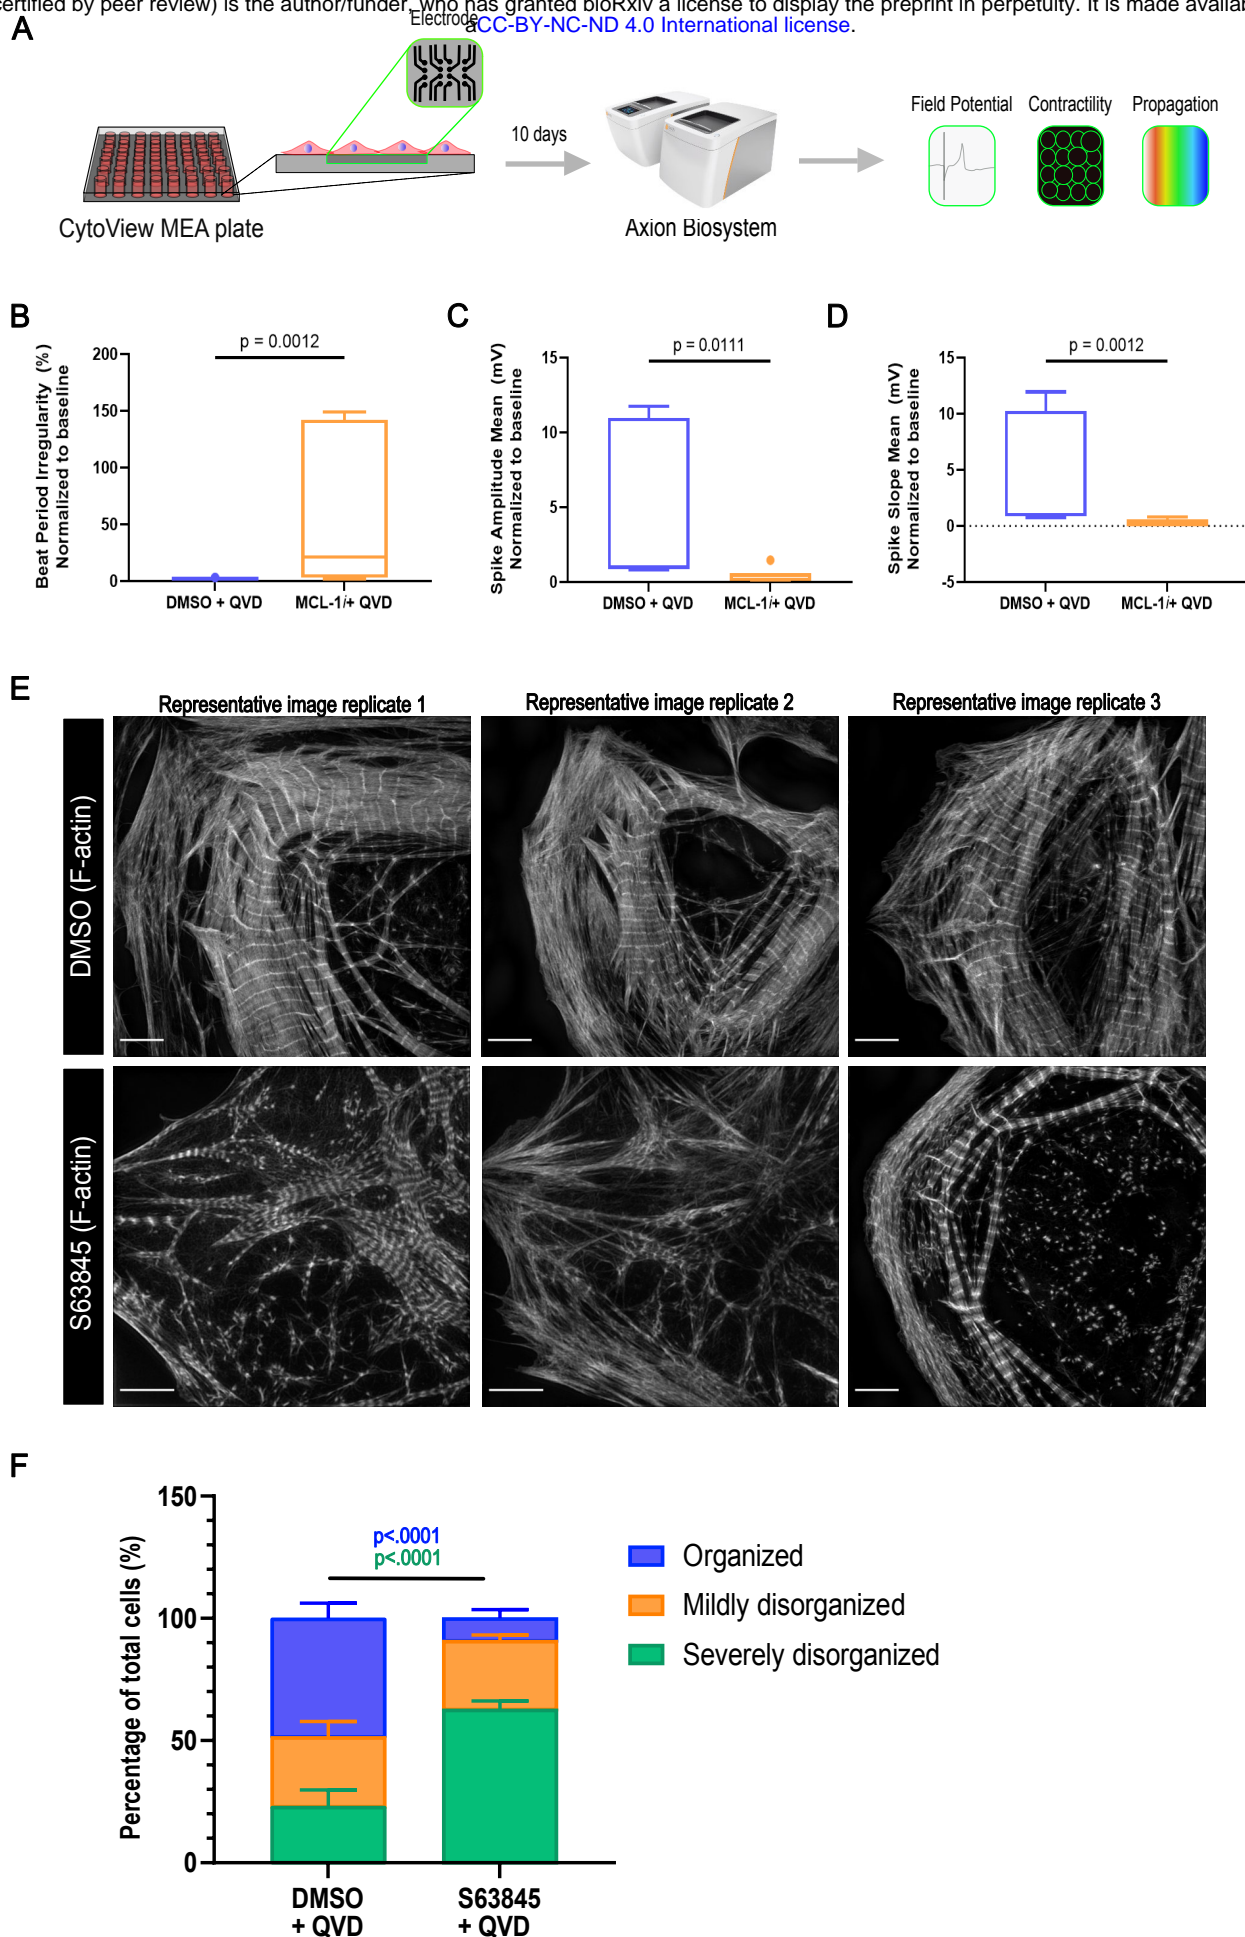 certified by peer review) is the author/funder, who has granted bioRxiv a license to display the preprint in perpetuity. It is made
aCC-BY-NC-ND 4.0 International license.
A
Electrode
10 days
Field Potential Contractility Propagation
CytoView MEA plate
Axion Biosystem
B
p = 0.0012
Beat Period Irregularity (%)
Normalized to baseline
200
150
100
50
0
DMSO + QVD MCL-1i+ QVD
C
p = 0.0111
Spike Amplitude Mean (mV)
Normalized to baseline
15
10
5
0
DMSO + QVD MCL-1i+ QVD
D
p = 0.0012
Spike Slope Mean (mV)
Normalized to baseline
15
10
5
0
-5
DMSO + QVD MCL-1i+ QVD
E
Representative image replicate 1
Representative image replicate 2
Representative image replicate 3
DMSO (F-actin)
S63845 (F-actin)
F
Percentage of total cells (%)
150
100
50
0
p<.0001
p<.0001
Organized
Mildly disorganized
Severely disorganized
DMSO
+ QVD
S63845
+ QVD